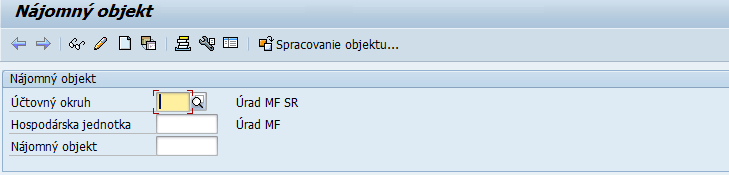 Nájomný objekt
Spracovanie objektu...
Nájomný objekt
Účtovný okruh Úrad MF SR
Hospodárska jednotka Úrad MF
Nájomný objekt